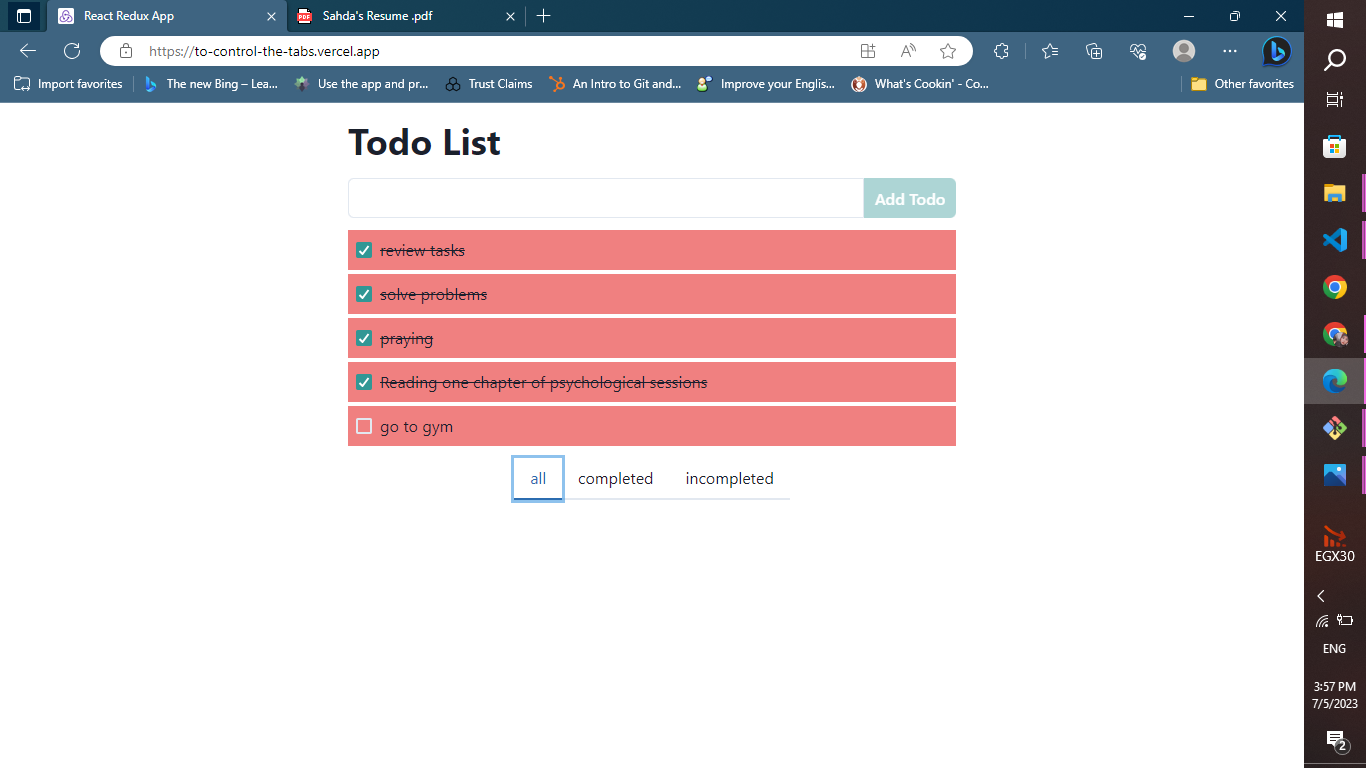 React Redux App
Sahda's Resume .pdf
https://to-control-the-tabs.vercel.app
Import favorites
The new Bing – Lea...
Use the app and pr...
Trust Claims
An Intro to Git and...
Improve your Englis...
What's Cookin' - Co...
Other favorites
Todo List
Add Todo
review tasks
solve problems
praying
Reading one chapter of psychological sessions
go to gym
all completed incompleted
EGX30
ENG
3:57 PM
7/5/2023
2